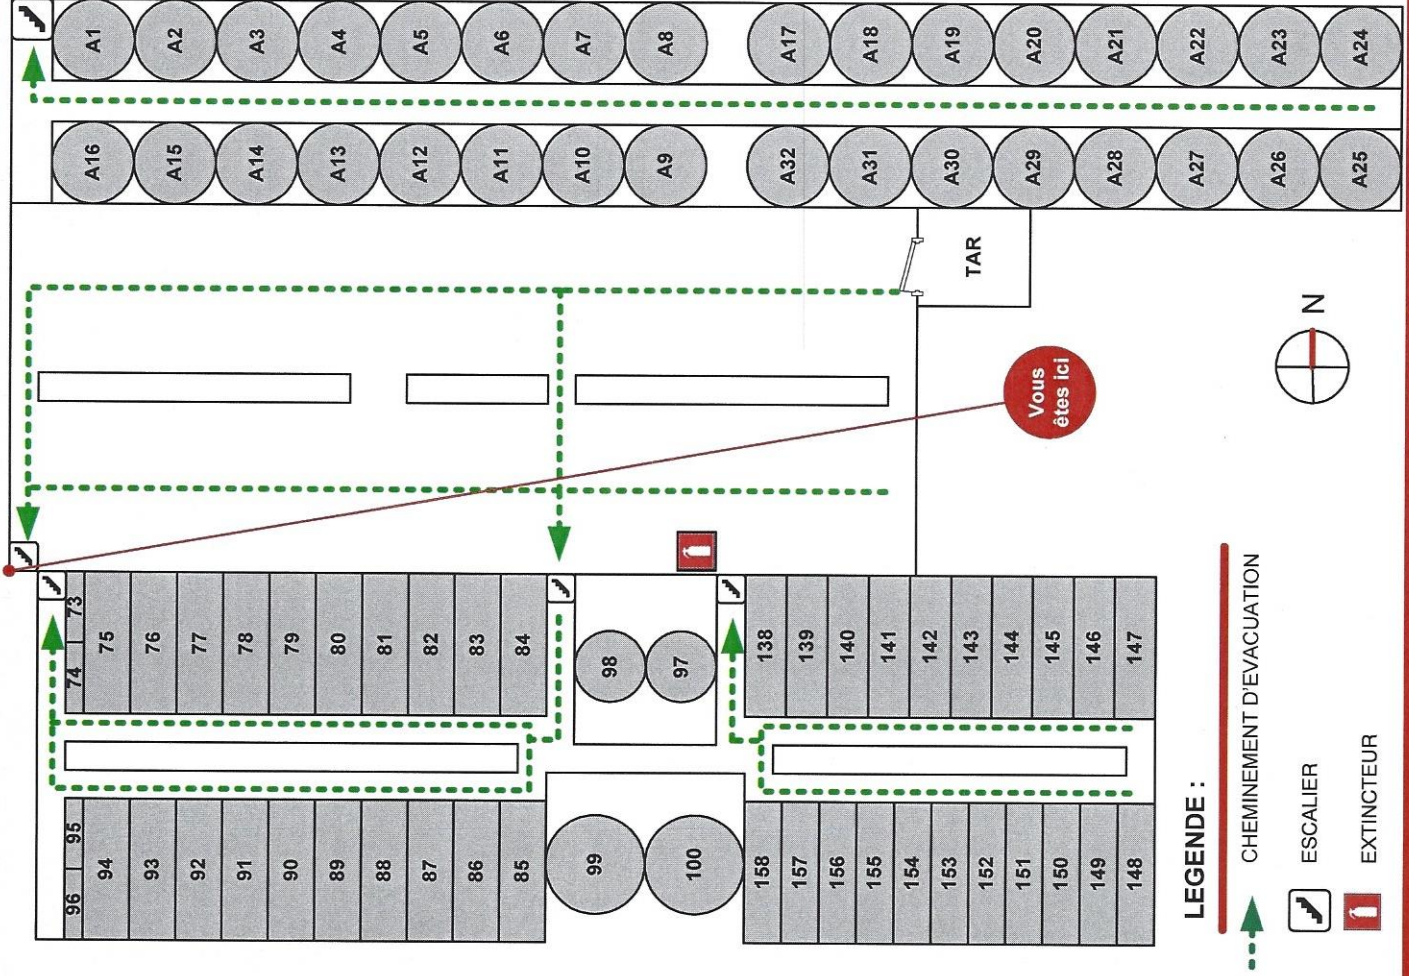 A1
A2
A3
A4
A5
A6
A7
A8
A17
A18
A19
A20
A21
A22
A23
A24
A16
A15
A14
A13
A12
A11
A10
A9
A32
A31
A30
A29
A28
A27
A26
A25
TAR
Vous
êtes ici
N
73
74
75
76
77
78
79
80
81
82
83
84
98
97
138
139
140
141
142
143
144
145
146
147
95
96
94
93
92
91
90
89
88
87
86
85
99
100
158
157
156
155
154
153
152
151
150
149
148
LEGENDE :
CHEMINEMENT D'EVACUATION
ESCALIER
EXTINCTEUR